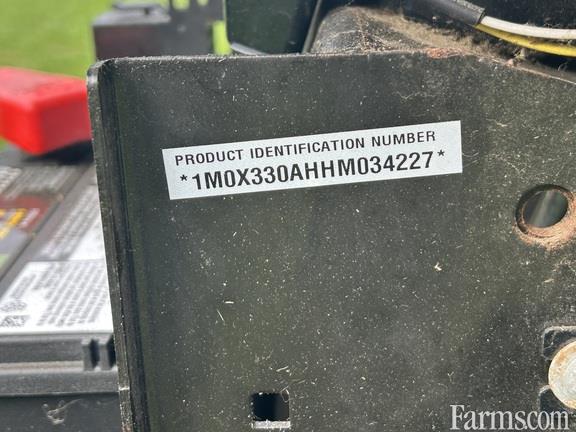 PRODUCT IDENTIFICATION NUMBER
*1M0X330AHHM034227*
Farms.com